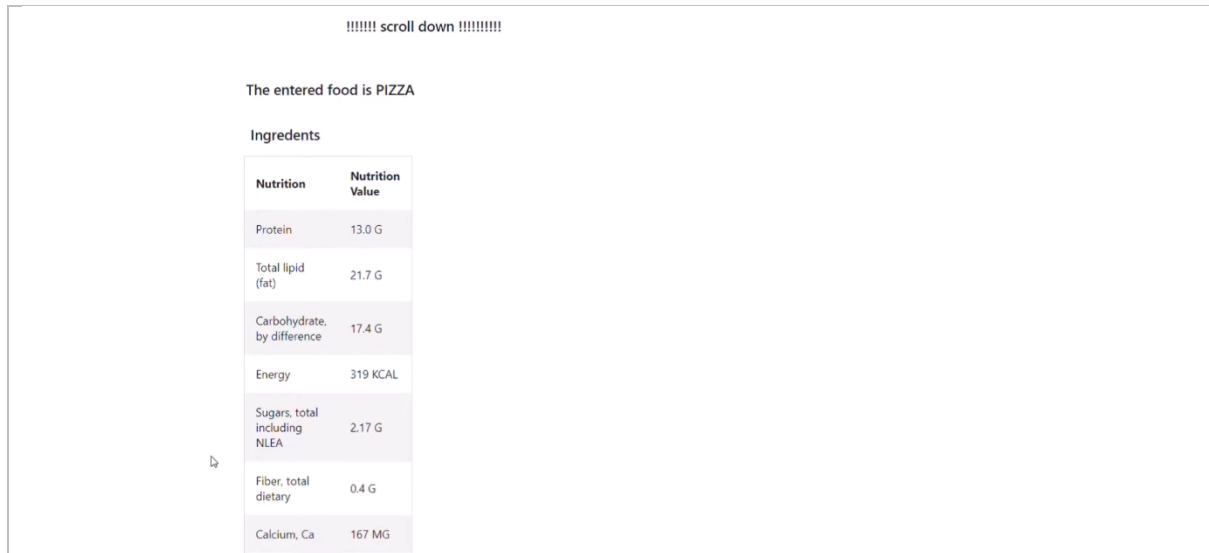 !!!!!!! scroll down !!!!!!!!!!
The entered food is PIZZA
Ingredents
Nutrition Nutrition Value
Protein 13.0 G
Total lipid (fat) 21.7 G
Carbohydrate, by difference 17.4 G
Energy 319 KCAL
Sugars, total including NLEA 2.17 G
Fiber, total dietary 0.4 G
Calcium, Ca 167 MG